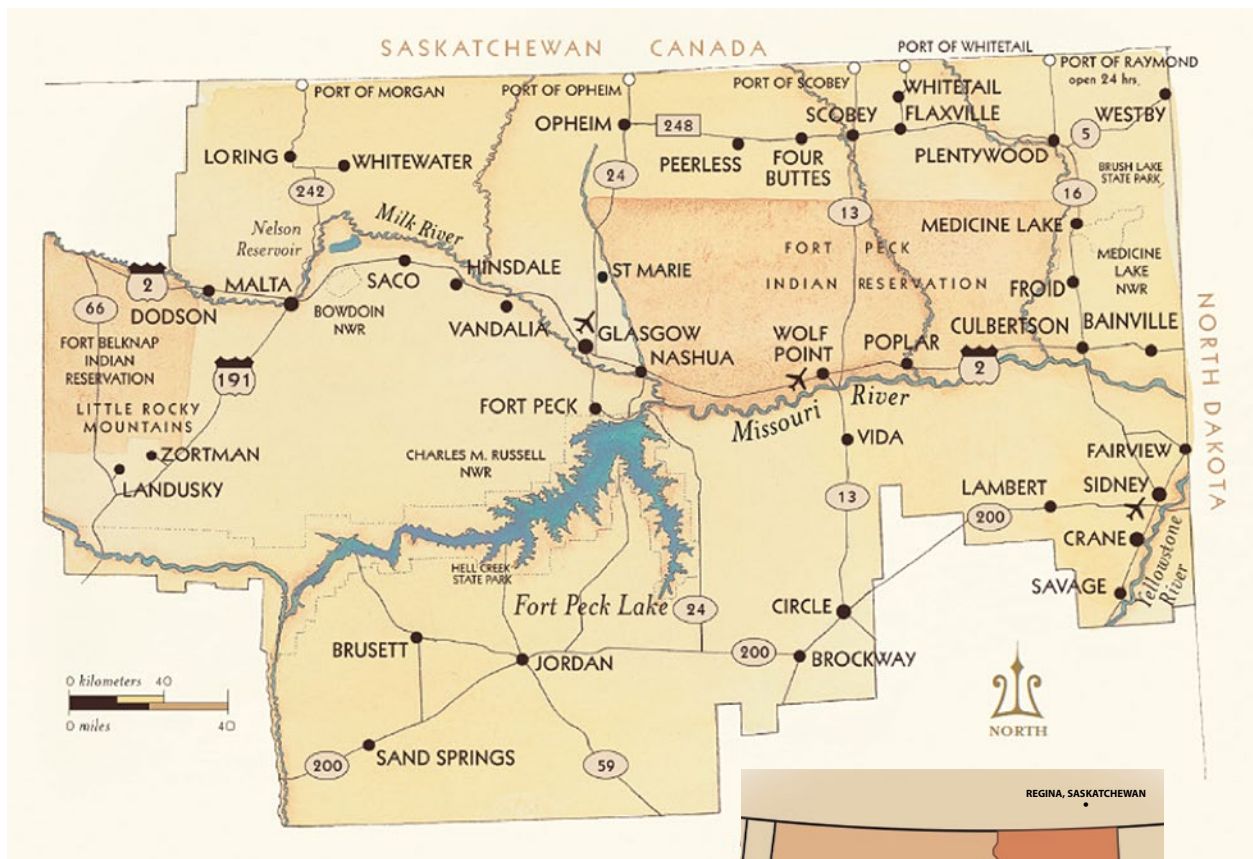 SASKATCHEWAN CANADA
PORT OF WHITETAIL
PORT OF MORGAN
PORT OF OPHEIM
PORT OF SCOBEY
PORT OF RAYMOND
open 24 hrs.
WHITETAIL
WESTBY
OPHEIM
248
SCOBEY
FLAXVILLE
5
LORING
WHITEWATER
PEERLESS
FOUR
BUTTES
PLENTYWOOD
BRUSH LAKE
STATE PARK
242
24
13
16
Nelson
Reservoir
Milk River
MEDICINE LAKE
FORT PECK
INDIAN RESERVATION
MEDICINE
LAKE
NWR
2
MALTA
SACO
HINSDALE
ST MARIE
FROID
66
DODSON
BOWDOIN
NWR
VANDALIA
GLASGOW
NASHUA
WOLF
POINT
POPLAR
CULBERTSON
BAINVILLE
2
NORTH DAKOTA
FORT BELKNAP
INDIAN
RESERVATION
191
LITTLE ROCKY
MOUNTAINS
FORT PECK
Missouri River
VIDA
ZORTMAN
LANDUSKY
CHARLES M. RUSSELL
NWR
FAIRVIEW
13
LAMBERT
SIDNEY
200
CRANE
HELL CREEK
STATE PARK
SAVAGE
Yellowstone
River
Fort Peck Lake
24
CIRCLE
BRUSETT
JORDAN
200
BROCKWAY
0 kilometers 40
0 miles 40
NORTH
200
SAND SPRINGS
59
REGINA, SASKATCHEWAN